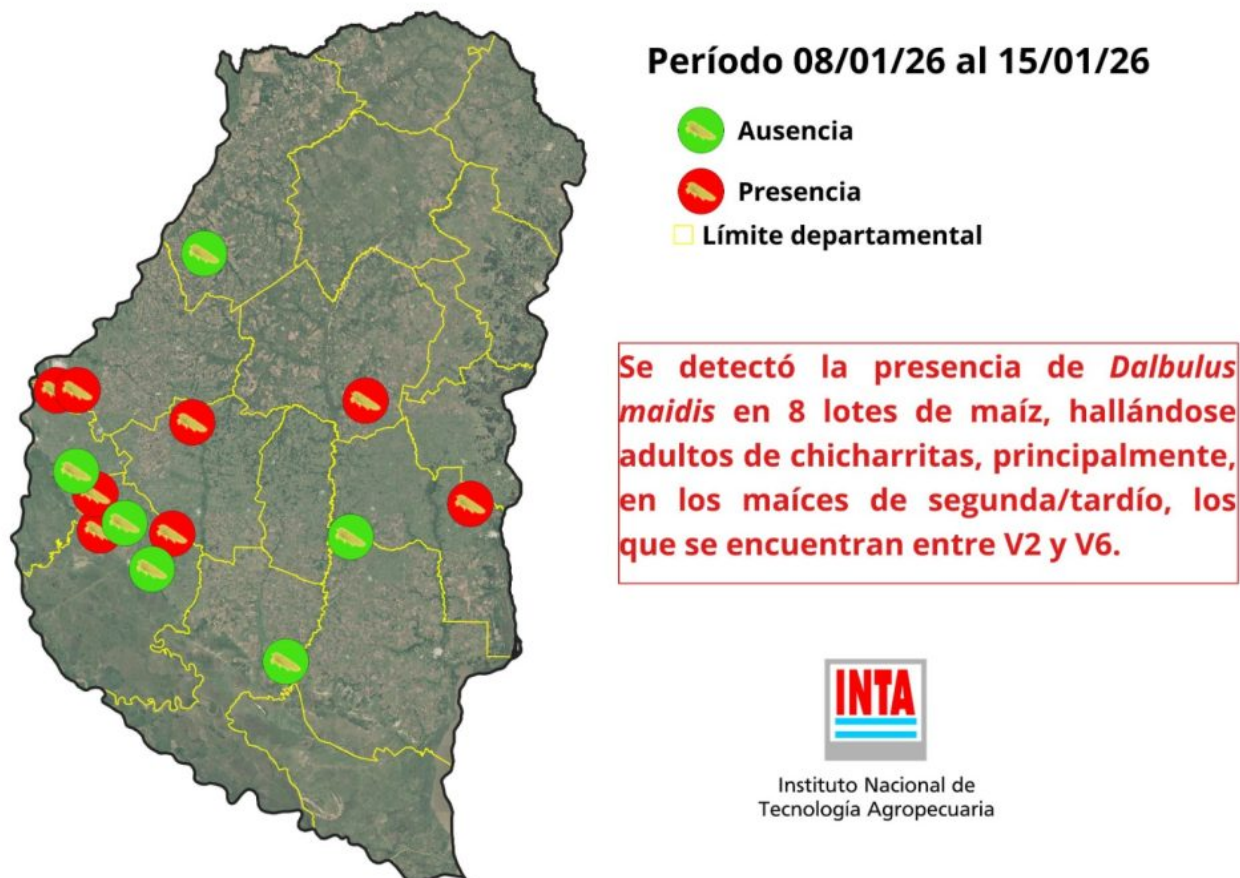 Período 08/01/26 al 15/01/26
Ausencia
Presencia
Límite departamental
Se detectó la presencia de Dalbulus
maidis en 8 lotes de maíz, hallándose
adultos de chicharritas, principalmente,
en los maíces de segunda/tardío, los
que se encuentran entre V2 y V6.
INTA
Instituto Nacional de
Tecnología Agropecuaria